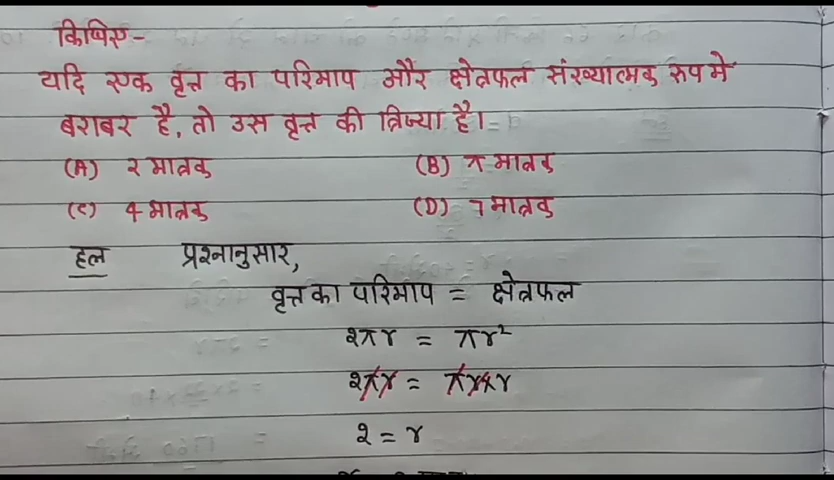 कीजिए-
यदि एक वृत्त का परिमाप और क्षेत्रफल संख्यात्मक रूप मे
बराबर है, तो उस वृत्त की त्रिज्या है।
(A) 2 मात्रक (B) π मात्रक
(C) 4 मात्रक (D) 7 मात्रक
हल प्रश्नानुसार,
वृत्त का परिमाप = क्षेत्रफल
2πr = πr²
2πr = πr×r
2 = r